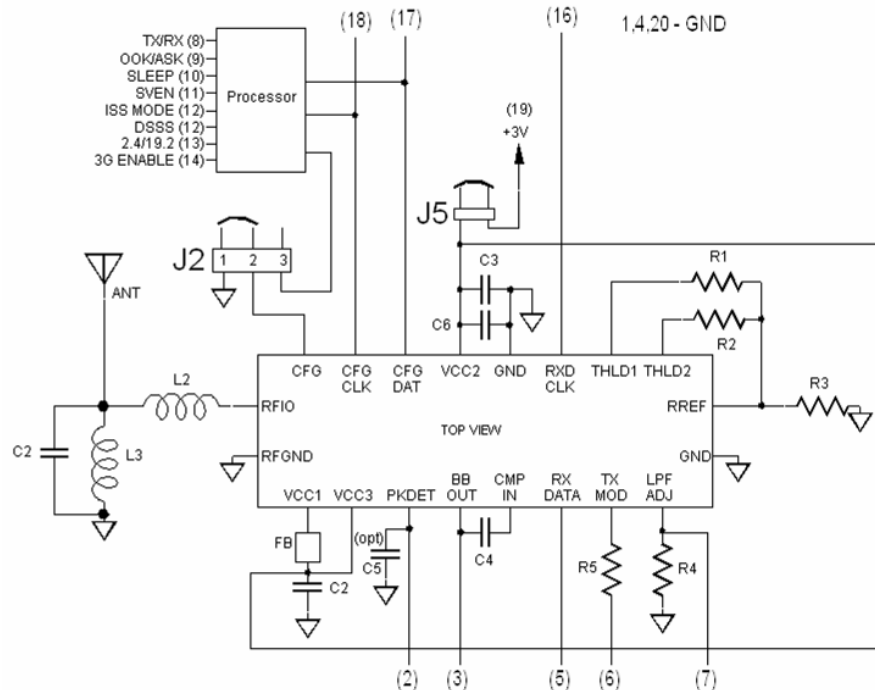 (18)
(17)
(16)
1,4,20 - GND
TX/RX (8)
OOK/ASK (9)
SLEEP (10)
SVEN (11)
ISS MODE (12)
DSSS (12)
2.4/19.2 (13)
3G ENABLE (14)
Processor
(19)
+3V
J5
J2
1
2
3
ANT
C3
C6
R1
R2
R3
L2
C2
L3
CFG
CFG CLK
CFG DAT
VCC2
GND
RXD CLK
THLD1
THLD2
RFIO
RREF
TOP VIEW
RFGND
GND
VCC1
VCC3
PKDET
BB OUT
CMP IN
RX DATA
TX MOD
LPF ADJ
FB
C2
(opt)
C5
C4
R5
R4
(2)
(3)
(5)
(6)
(7)